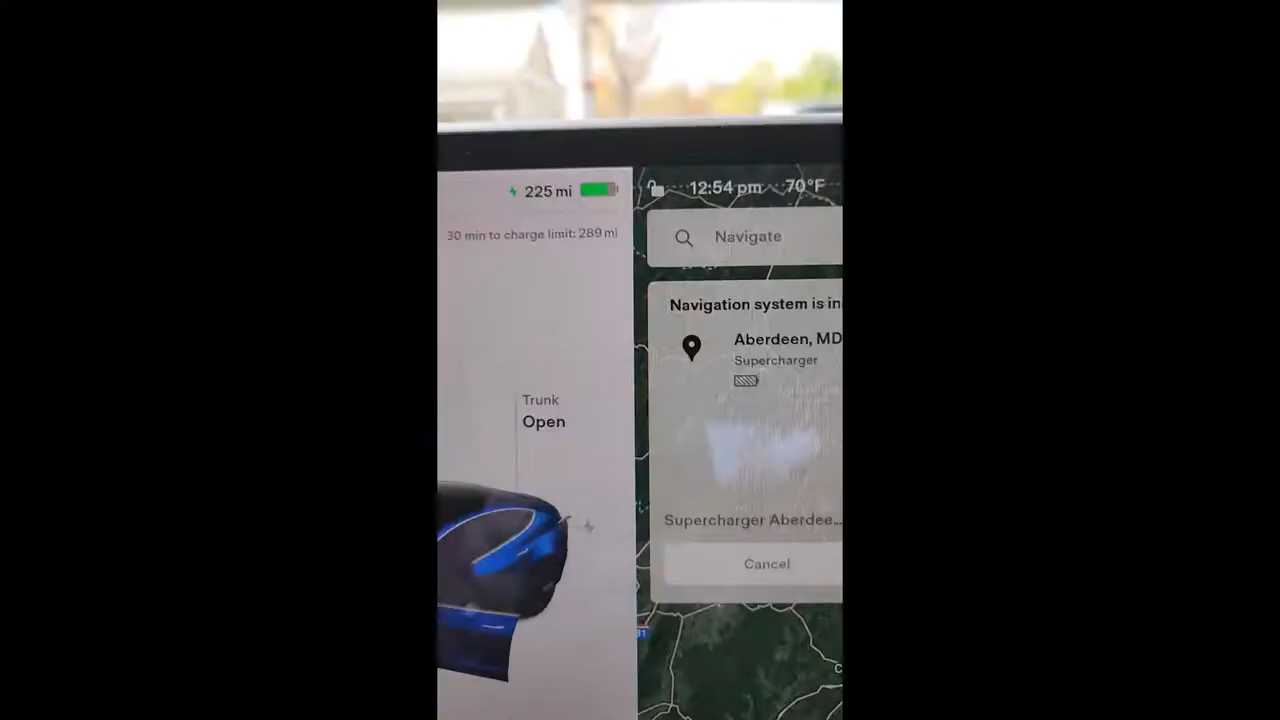 225 mi
30 min to charge limit: 289 mi
Trunk
Open
12:54 pm 70°F
Navigate
Navigation system is in
Aberdeen, MD
Supercharger
Supercharger Aberdee...
Cancel
81
C